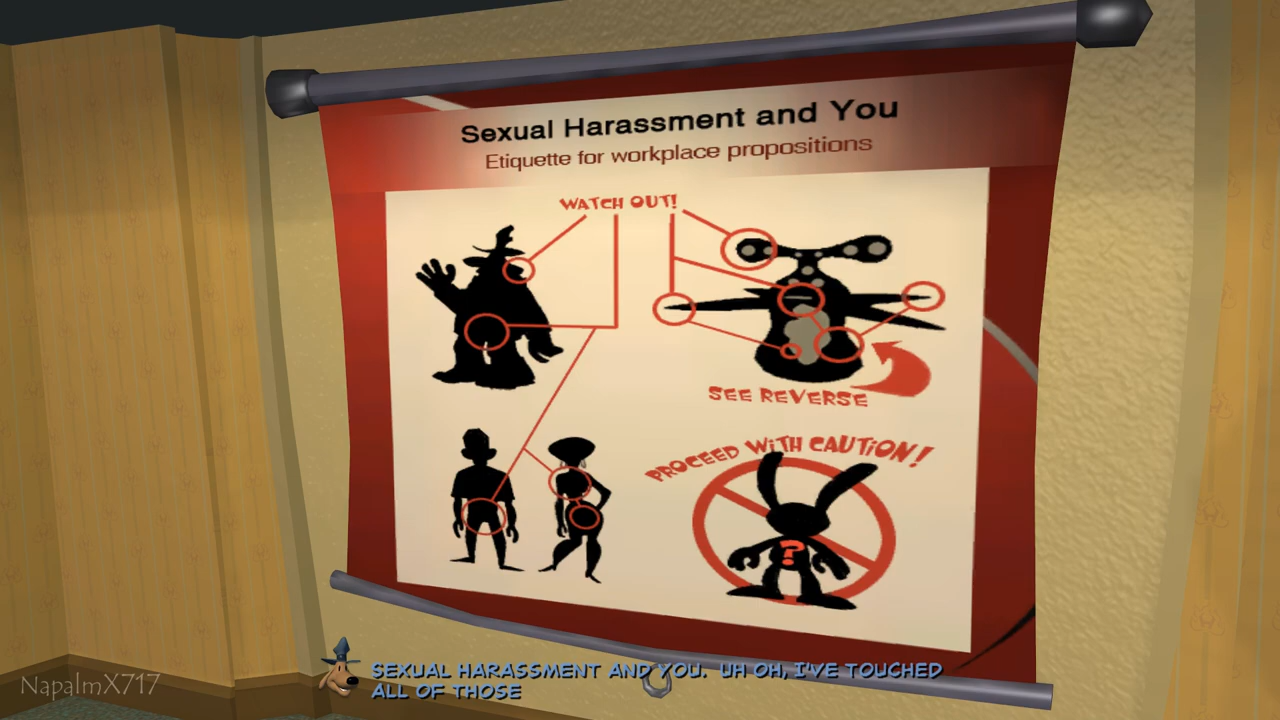 Sexual Harassment and You
Etiquette for workplace propositions
WATCH OUT!
SEE REVERSE
PROCEED WITH CAUTION!
?
SEXUAL HARASSMENT AND YOU. UH OH, I'VE TOUCHED
ALL OF THOSE
NapalmX717